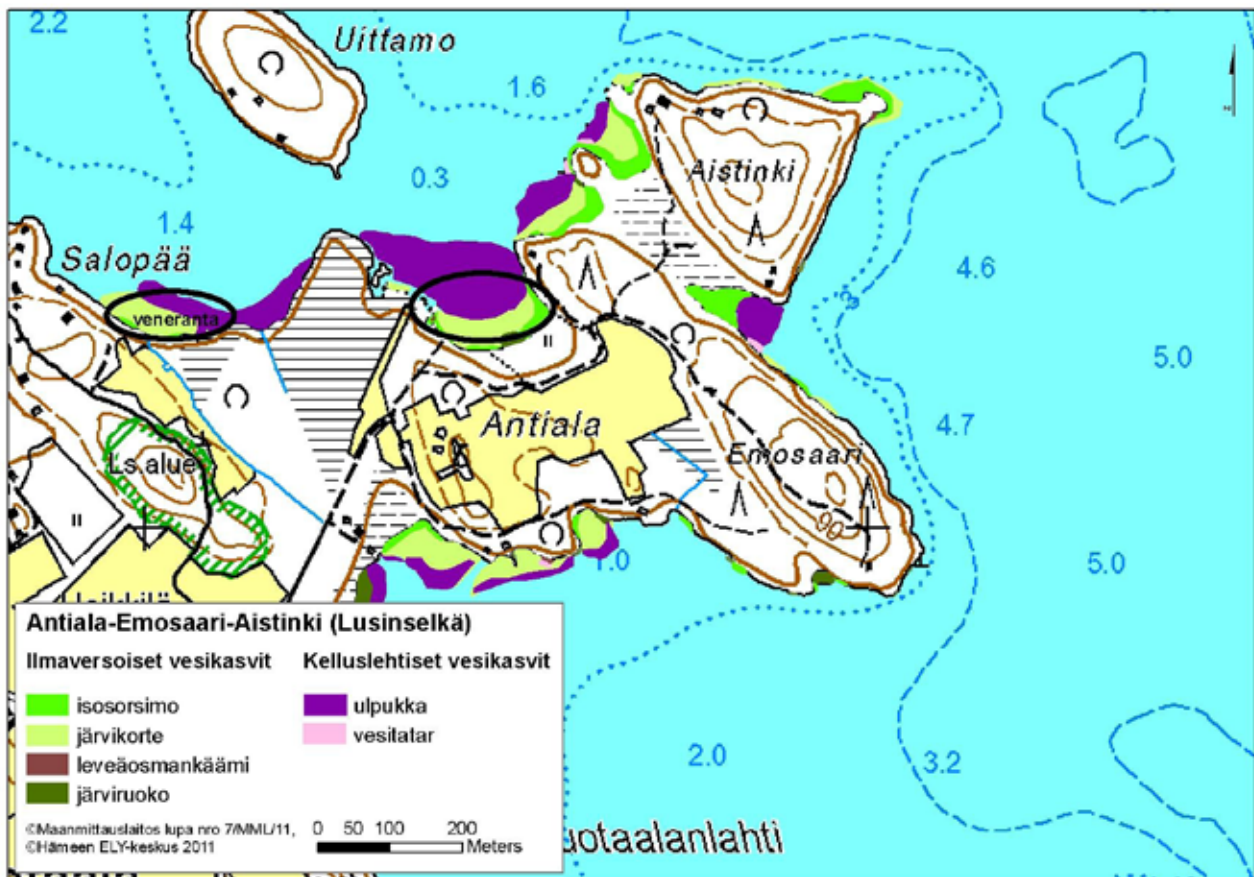 2.2
Uittamo
1.6
Aistinki
0.3
1.4
Salopää
4.6
veneranta
5.0
II
Antiala
4.7
Ls.alue
Emosaari
II
1.0
5.0
Antiala-Emosaari-Aistinki (Lusinselkä)
Ilmaversoiset vesikasvit
Kelluslehtiset vesikasvit
isosorsimo
ulpukka
järvikorte
vesitatar
leveäosmankäämi
järviruoko
2.0
3.2
©Maanmittauslaitos lupa nro 7/MML/11,
©Hämeen ELY-keskus 2011
0 50 100 200
Meters
uotaalanlahti